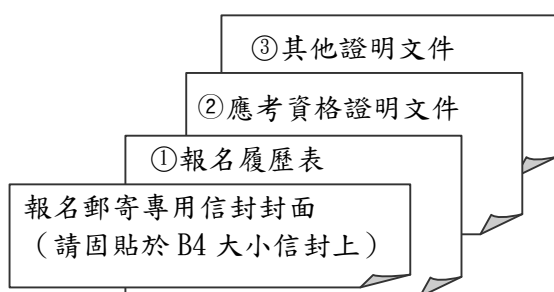 ③其他證明文件
②應考資格證明文件
①報名履歷表
報名郵寄專用信封封面
（請固貼於 B4 大小信封上）